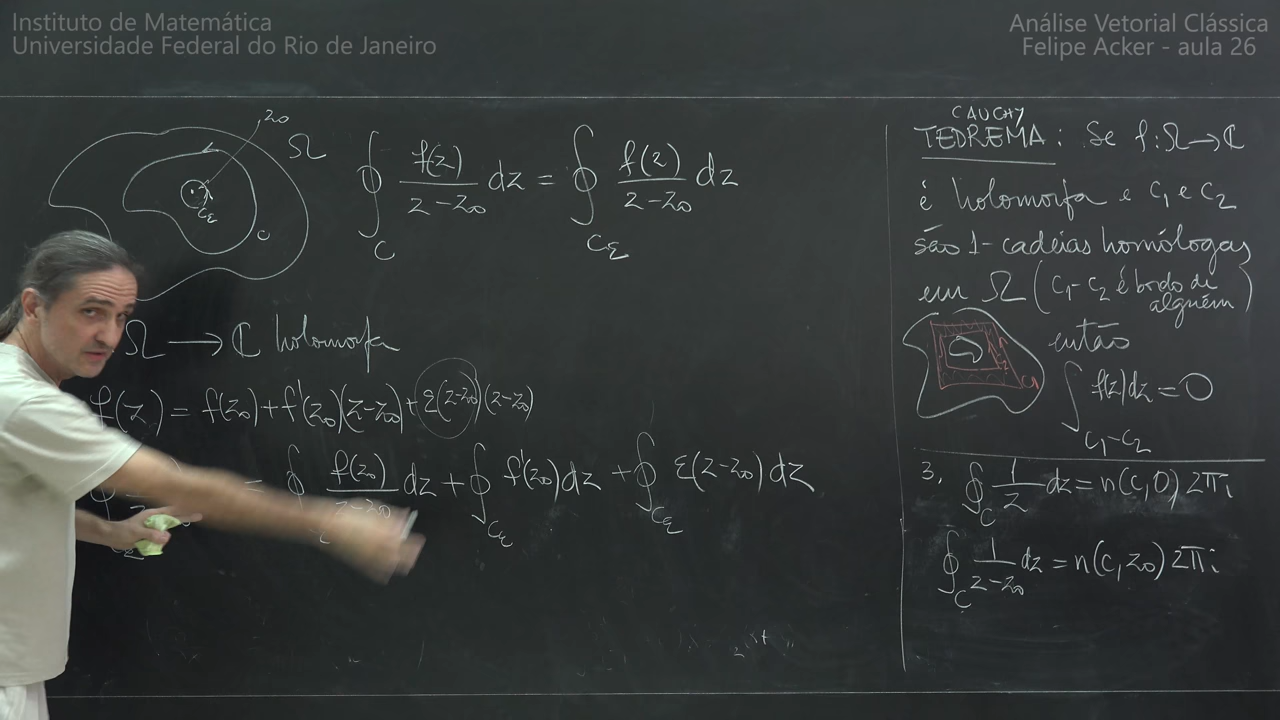 Instituto de Matemática
Universidade Federal do Rio de Janeiro
Análise Vetorial Clássica
Felipe Acker - aula 26
z₀
Ω
C
C_ε
∮_C f(z)/(z-z₀) dz = ∮_{C_ε} f(z)/(z-z₀) dz
Ω → ℂ holomorfa
f(z) = f(z₀) + f'(z₀)(z-z₀) + ε(z-z₀)(z-z₀)
= ∮ f(z₀)/(z-z₀) dz + ∮_{C_ε} f'(z₀) dz + ∮_{C_ε} ε(z-z₀) dz
CAUCHY
TEOREMA: Se f: Ω → ℂ
é holomorfa e C₁ e C₂
são 1-cadeias homólogas
em Ω (C₁-C₂ é bordo de
alguém)
então
∫_{C₁-C₂} f(z)dz = 0
3. ∮_C 1/z dz = n(C,0) 2πi
∮_C 1/(z-z₀) dz = n(C,z₀) 2πi